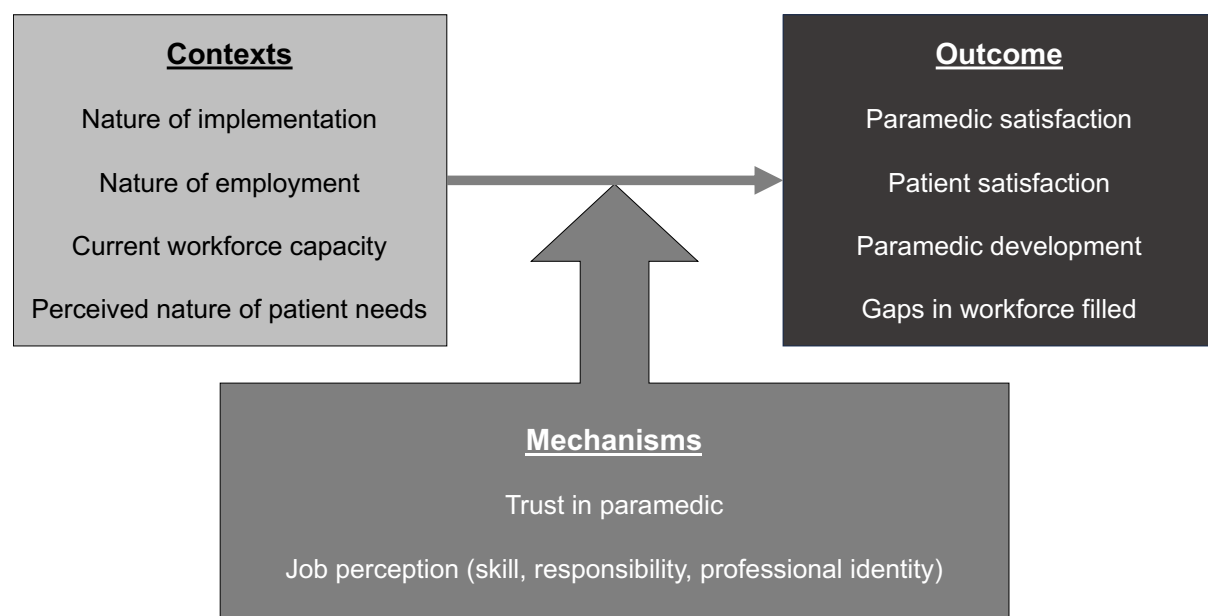 Contexts
Nature of implementation
Nature of employment
Current workforce capacity
Perceived nature of patient needs
Outcome
Paramedic satisfaction
Patient satisfaction
Paramedic development
Gaps in workforce filled
Mechanisms
Trust in paramedic
Job perception (skill, responsibility, professional identity)